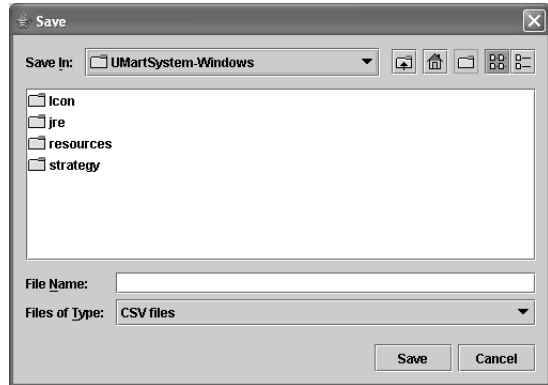 Save
Save In: UMartSystem-Windows
Icon
jre
resources
strategy
File Name:
Files of Type: CSV files
Save Cancel